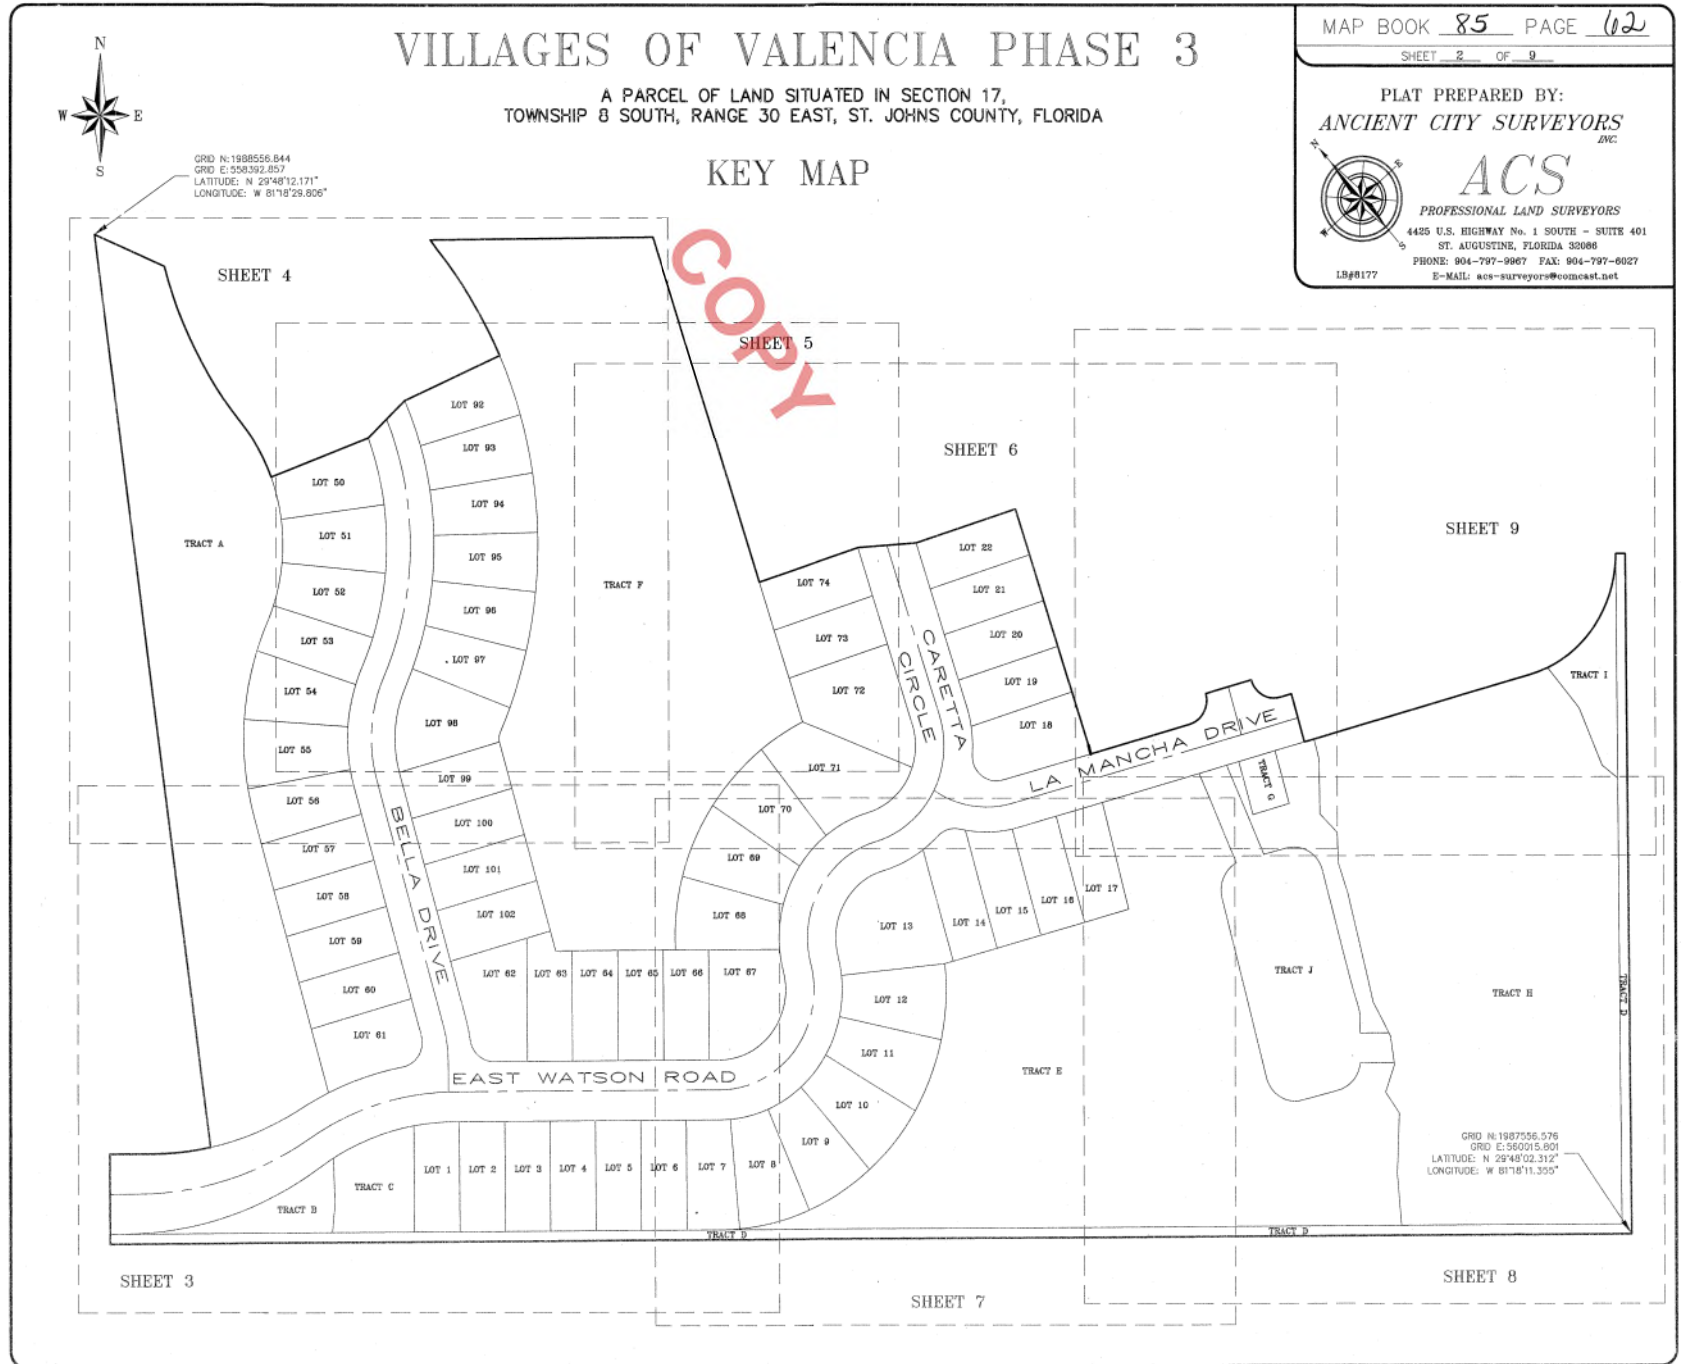 VILLAGES OF VALENCIA PHASE 3
A PARCEL OF LAND SITUATED IN SECTION 17,
TOWNSHIP 8 SOUTH, RANGE 30 EAST, ST. JOHNS COUNTY, FLORIDA
KEY MAP
MAP BOOK 85 PAGE 62
SHEET 2 OF 9
PLAT PREPARED BY:
ANCIENT CITY SURVEYORS
INC.
ACS
PROFESSIONAL LAND SURVEYORS
4425 U.S. HIGHWAY No. 1 SOUTH - SUITE 401
ST. AUGUSTINE, FLORIDA 32086
PHONE: 904-797-9967 FAX: 904-797-6027
LB#8177
E-MAIL: acs-surveyors@comcast.net
N
E
S
W
N
W
E
S
GRID N:1988556.844
GRID E:558392.857
LATITUDE: N 29°48'12.171"
LONGITUDE: W 81°18'29.806"
COPY
SHEET 4
SHEET 5
SHEET 6
SHEET 9
LOT 92
LOT 93
LOT 94
LOT 95
LOT 96
LOT 97
LOT 98
LOT 99
LOT 100
LOT 101
LOT 102
LOT 50
LOT 51
LOT 52
LOT 53
LOT 54
LOT 55
LOT 56
LOT 57
LOT 58
LOT 59
LOT 60
LOT 61
TRACT A
TRACT F
BELLA DRIVE
LOT 74
LOT 73
LOT 72
LOT 71
LOT 70
LOT 69
LOT 68
CARETTA
CIRCLE
LOT 22
LOT 21
LOT 20
LOT 19
LOT 18
LA MANCHA DRIVE
TRACT G
TRACT I
LOT 13
LOT 14
LOT 15
LOT 16
LOT 17
LOT 62
LOT 63
LOT 64
LOT 65
LOT 66
LOT 67
LOT 12
LOT 11
LOT 10
LOT 9
TRACT J
TRACT H
TRACT D
TRACT E
EAST WATSON ROAD
LOT 1
LOT 2
LOT 3
LOT 4
LOT 5
LOT 6
LOT 7
LOT 8
TRACT C
TRACT B
TRACT D
TRACT D
GRID N:1987556.576
GRID E:560015.801
LATITUDE: N 29°48'02.312"
LONGITUDE: W 81°18'11.355"
SHEET 3
SHEET 7
SHEET 8